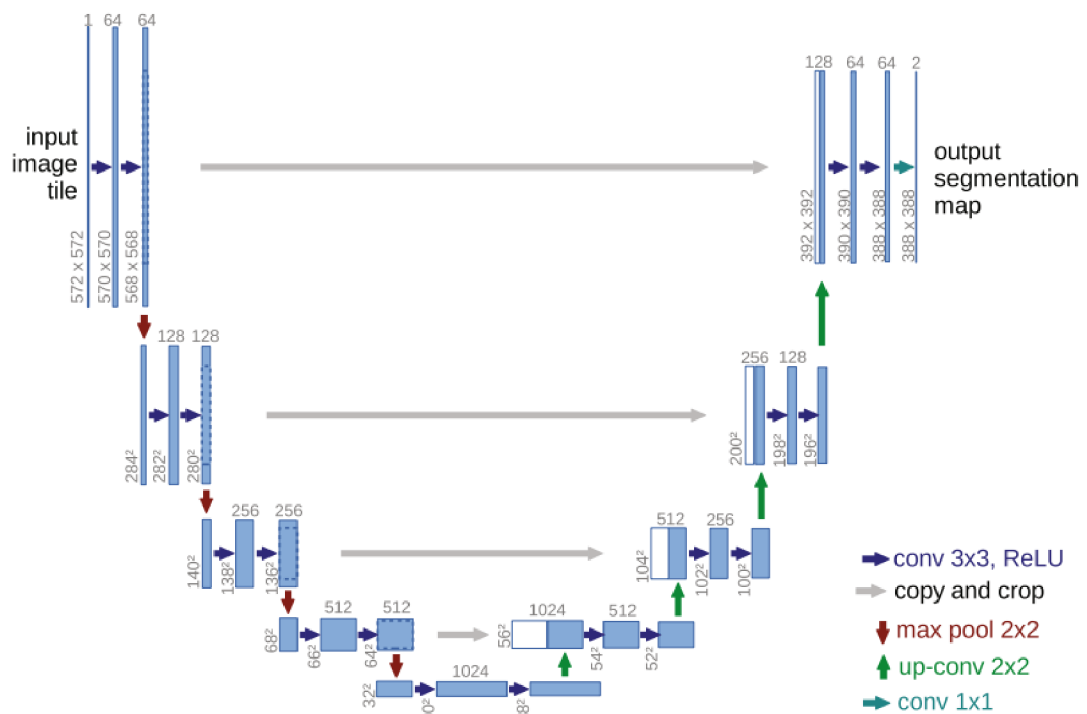 1 64 64
input
image
tile
572 x 572
570 x 570
568 x 568
128 64 64 2
output
segmentation
map
392 x 392
390 x 390
388 x 388
388 x 388
128 128
284²
282²
280²
256 128
200²
198²
196²
256 256
140²
138²
136²
512 256
104²
102²
100²
512 512
68²
66²
64²
1024 512
56²
54²
52²
1024
32²
0²
8²
conv 3x3, ReLU
copy and crop
max pool 2x2
up-conv 2x2
conv 1x1